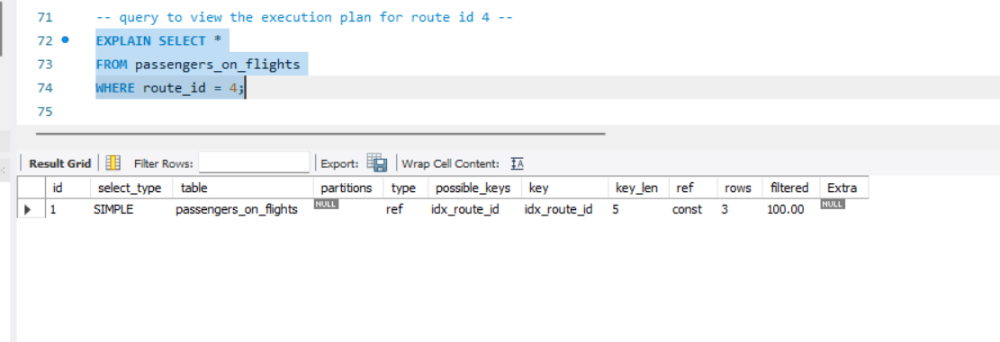 71 -- query to view the execution plan for route id 4 --
72 EXPLAIN SELECT *
73 FROM passengers_on_flights
74 WHERE route_id = 4;
75
Result Grid Filter Rows: Export: Wrap Cell Content: IA
id select_type table partitions type possible_keys key key_len ref rows filtered Extra
1 SIMPLE passengers_on_flights NULL ref idx_route_id idx_route_id 5 const 3 100.00 NULL